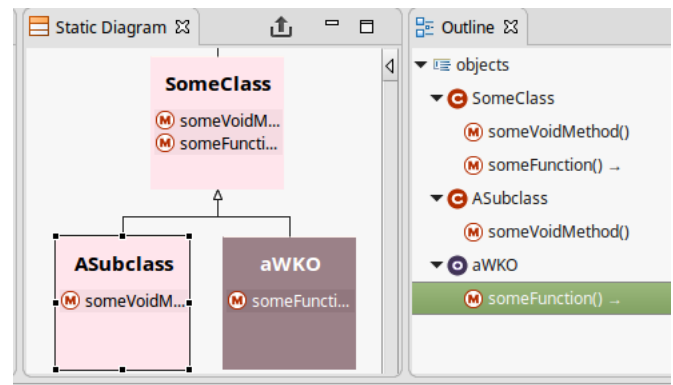 Static Diagram
SomeClass
M someVoidM...
M someFuncti...
ASubclass
M someVoidM...
aWKO
M someFuncti...
Outline
objects
C SomeClass
M someVoidMethod()
M someFunction() →
C ASubclass
M someVoidMethod()
O aWKO
M someFunction() →